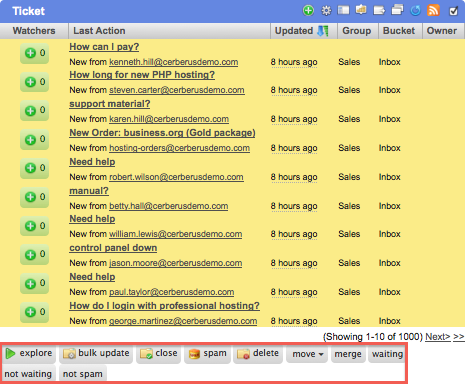 Ticket
Watchers Last Action Updated Group Bucket Owner
How can I pay?
0 New from kenneth.hill@cerberusdemo.com 8 hours ago Sales Inbox
How long for new PHP hosting?
0 New from steven.carter@cerberusdemo.com 8 hours ago Sales Inbox
support material?
0 New from karen.hill@cerberusdemo.com 8 hours ago Sales Inbox
New Order: business.org (Gold package)
0 New from hosting-orders@cerberusdemo.com 8 hours ago Sales Inbox
Need help
0 New from robert.wilson@cerberusdemo.com 8 hours ago Sales Inbox
manual?
0 New from betty.hall@cerberusdemo.com 8 hours ago Sales Inbox
Need help
0 New from william.lewis@cerberusdemo.com 8 hours ago Sales Inbox
control panel down
0 New from jason.moore@cerberusdemo.com 8 hours ago Sales Inbox
Need help
0 New from paul.taylor@cerberusdemo.com 8 hours ago Sales Inbox
How do I login with professional hosting?
0 New from george.martinez@cerberusdemo.com 8 hours ago Sales Inbox
(Showing 1-10 of 1000) Next> >>
explore bulk update close spam delete move merge waiting
not waiting not spam